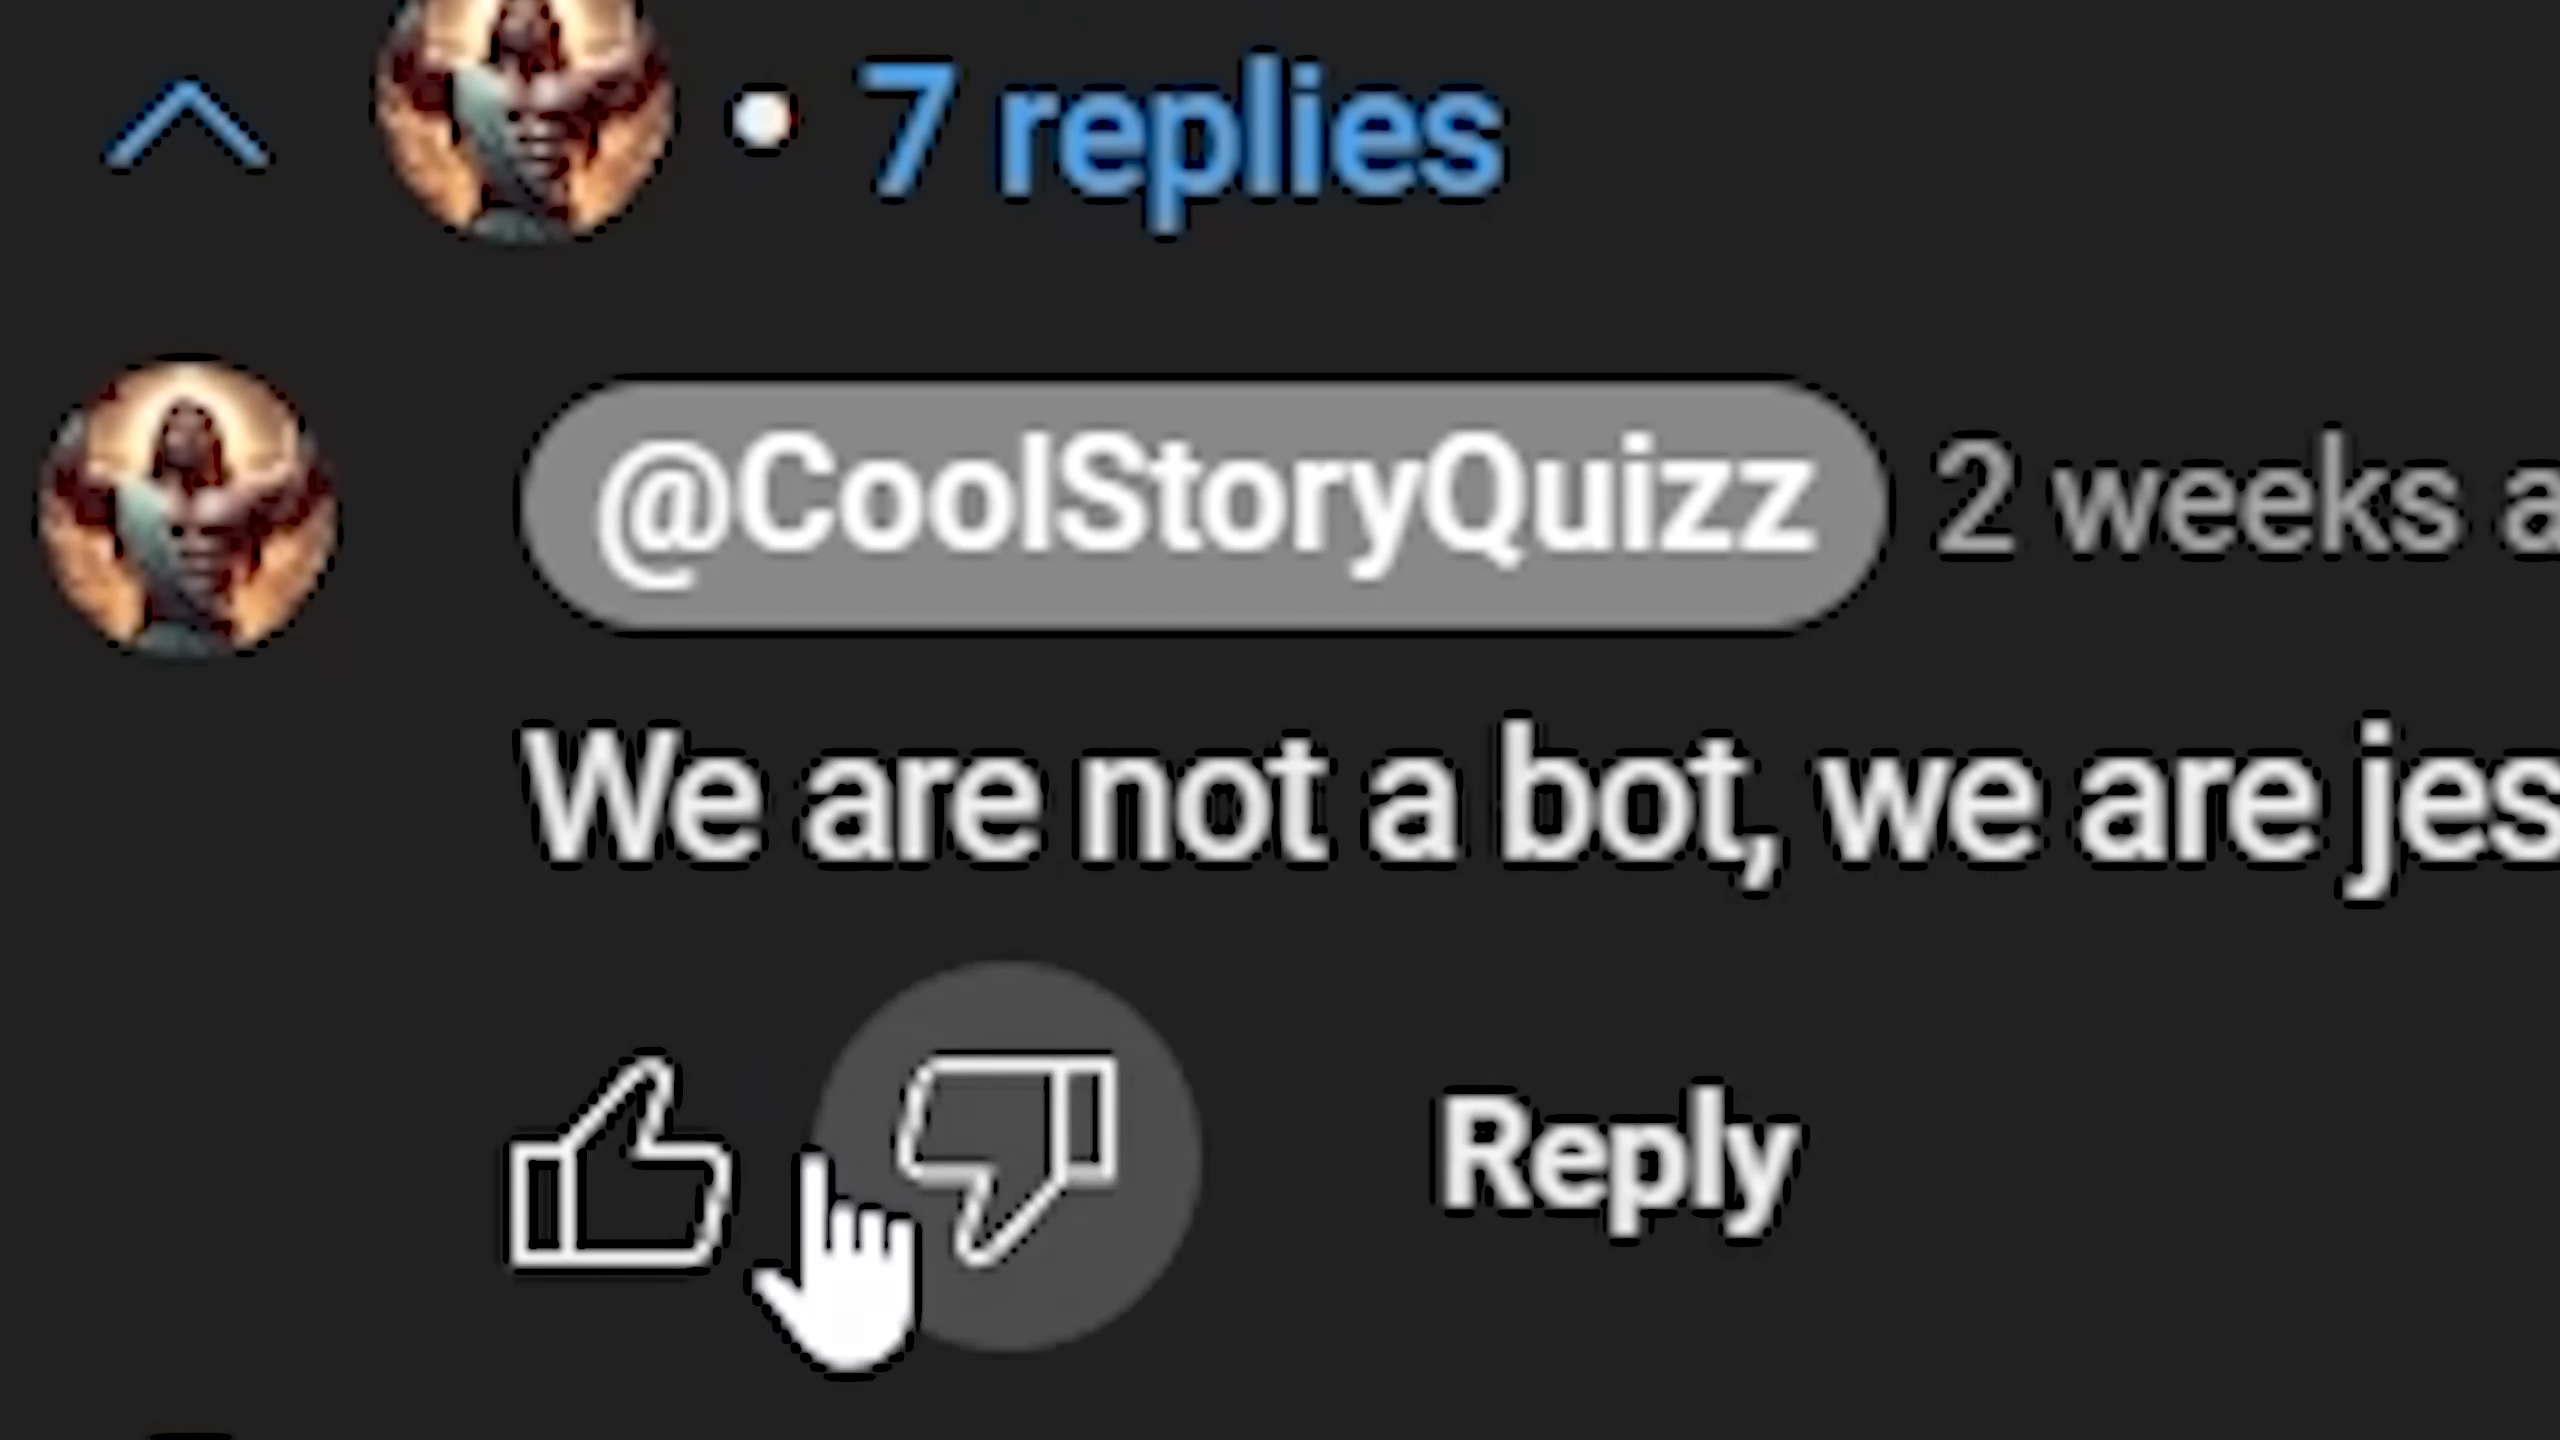 7 replies
@CoolStoryQuizz 2 weeks a
We are not a bot, we are jes
Reply